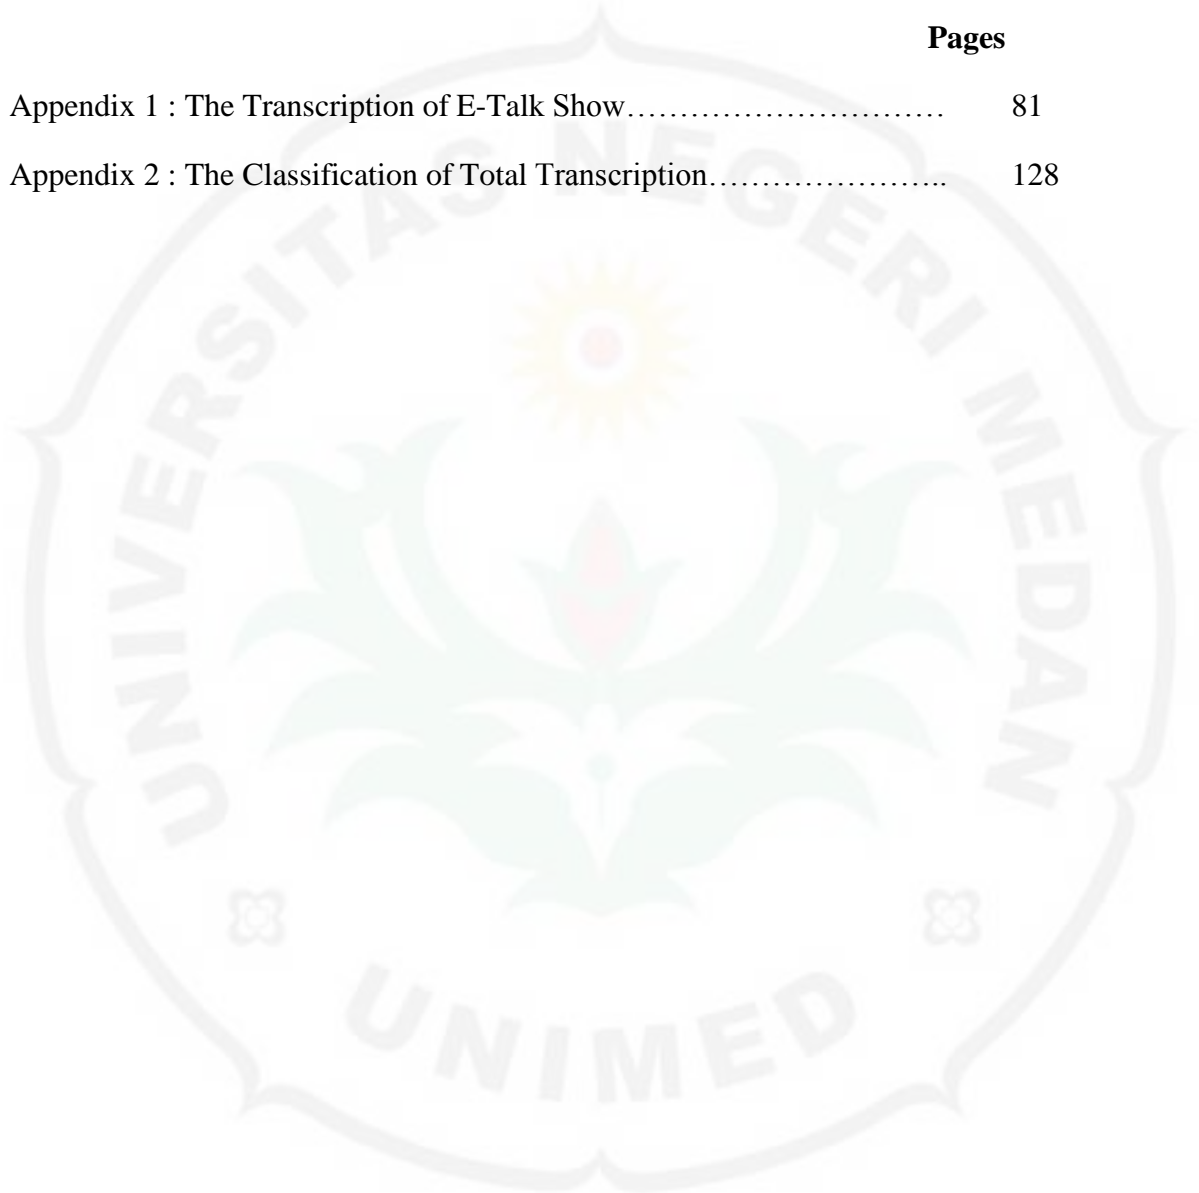 Pages
Appendix 1 : The Transcription of E-Talk Show………………………… 81
Appendix 2 : The Classification of Total Transcription………………….. 128
UNIVERSITAS NEGERI MEDAN
UNIMED